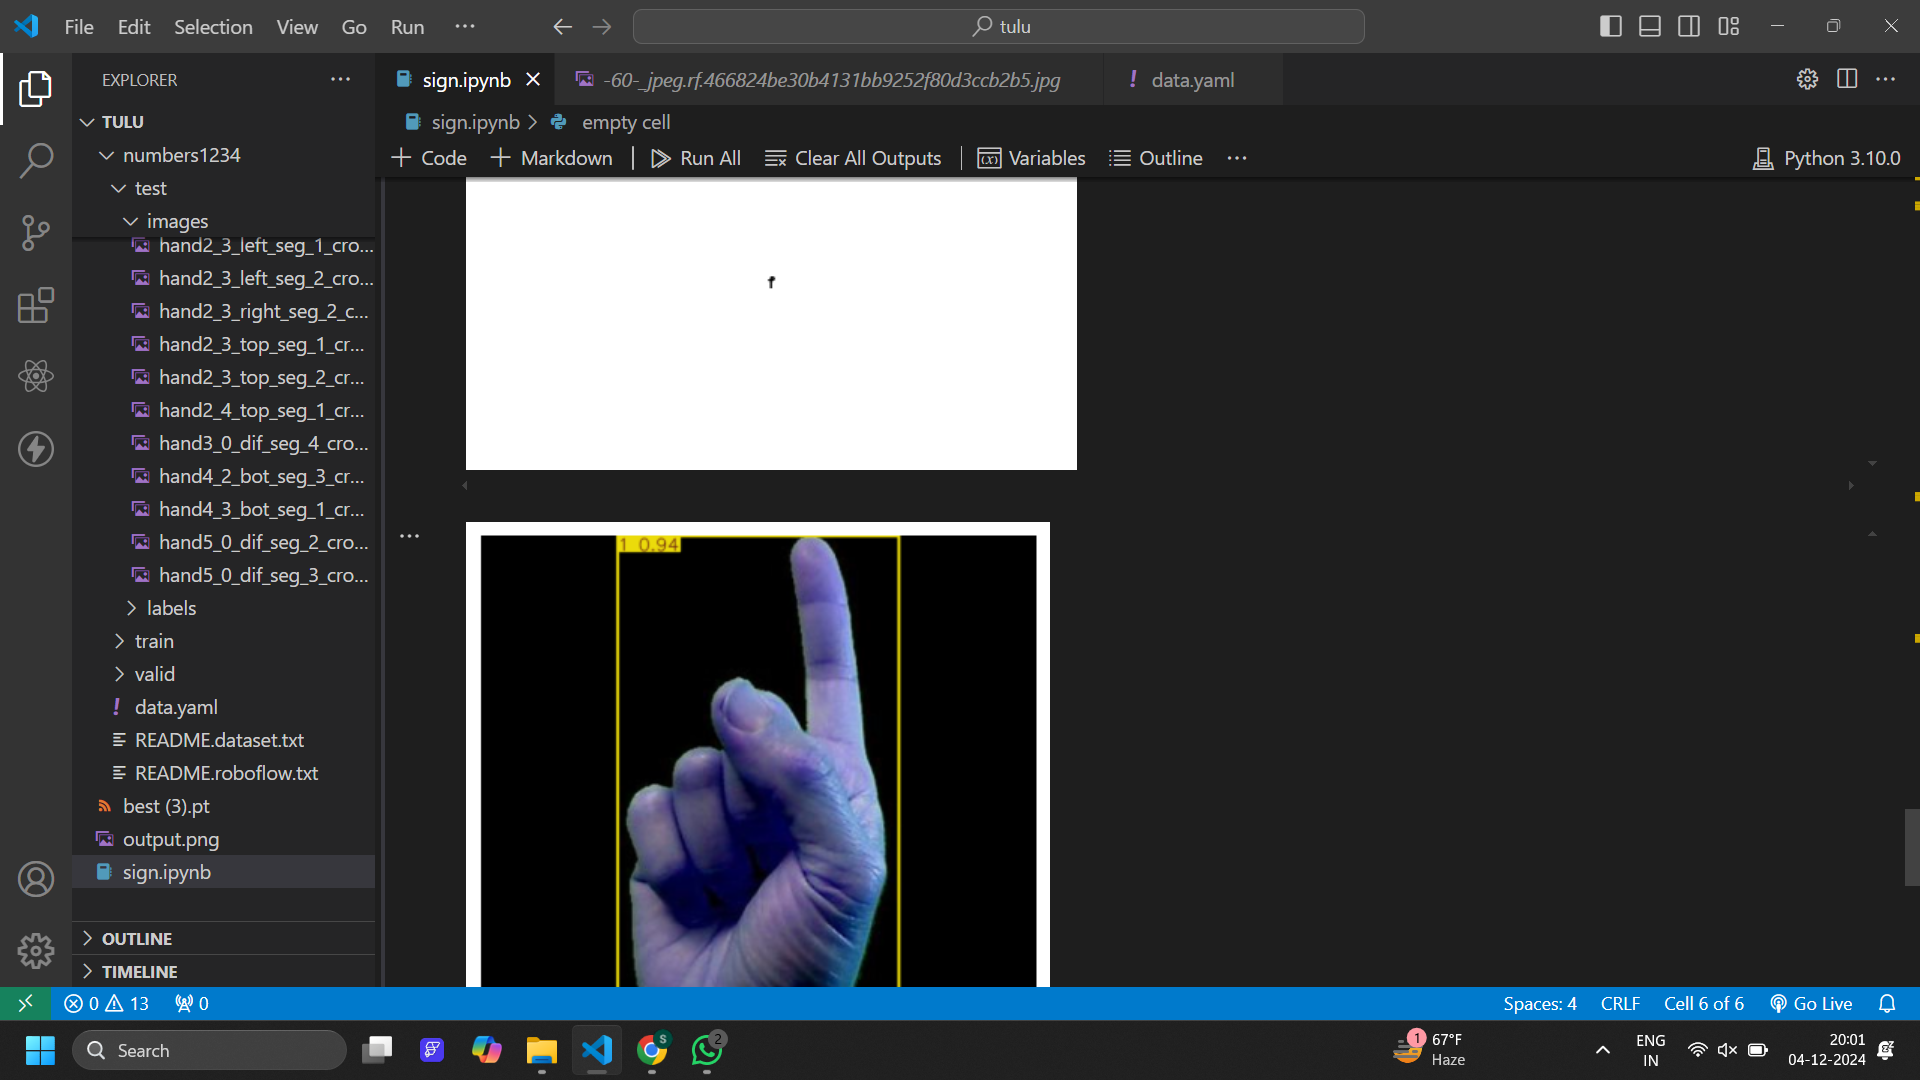 File Edit Selection View Go Run ···
tulu
EXPLORER ···
sign.ipynb
-60-_jpeg.rf.466824be30b4131bb9252f80d3ccb2b5.jpg
! data.yaml
sign.ipynb > empty cell
+ Code + Markdown | Run All Clear All Outputs | Variables Outline ···
Python 3.10.0
TULU
numbers1234
test
images
hand2_3_left_seg_1_cro...
hand2_3_left_seg_2_cro...
hand2_3_right_seg_2_c...
hand2_3_top_seg_1_cr...
hand2_3_top_seg_2_cr...
hand2_4_top_seg_1_cr...
hand3_0_dif_seg_4_cro...
hand4_2_bot_seg_3_cr...
hand4_3_bot_seg_1_cr...
hand5_0_dif_seg_2_cro...
hand5_0_dif_seg_3_cro...
labels
train
valid
! data.yaml
README.dataset.txt
README.roboflow.txt
best (3).pt
output.png
sign.ipynb
OUTLINE
TIMELINE
1 0.94
0 13 0
Spaces: 4 CRLF Cell 6 of 6 Go Live
Search
S
2
1
67°F
Haze
ENG
IN
20:01
04-12-2024